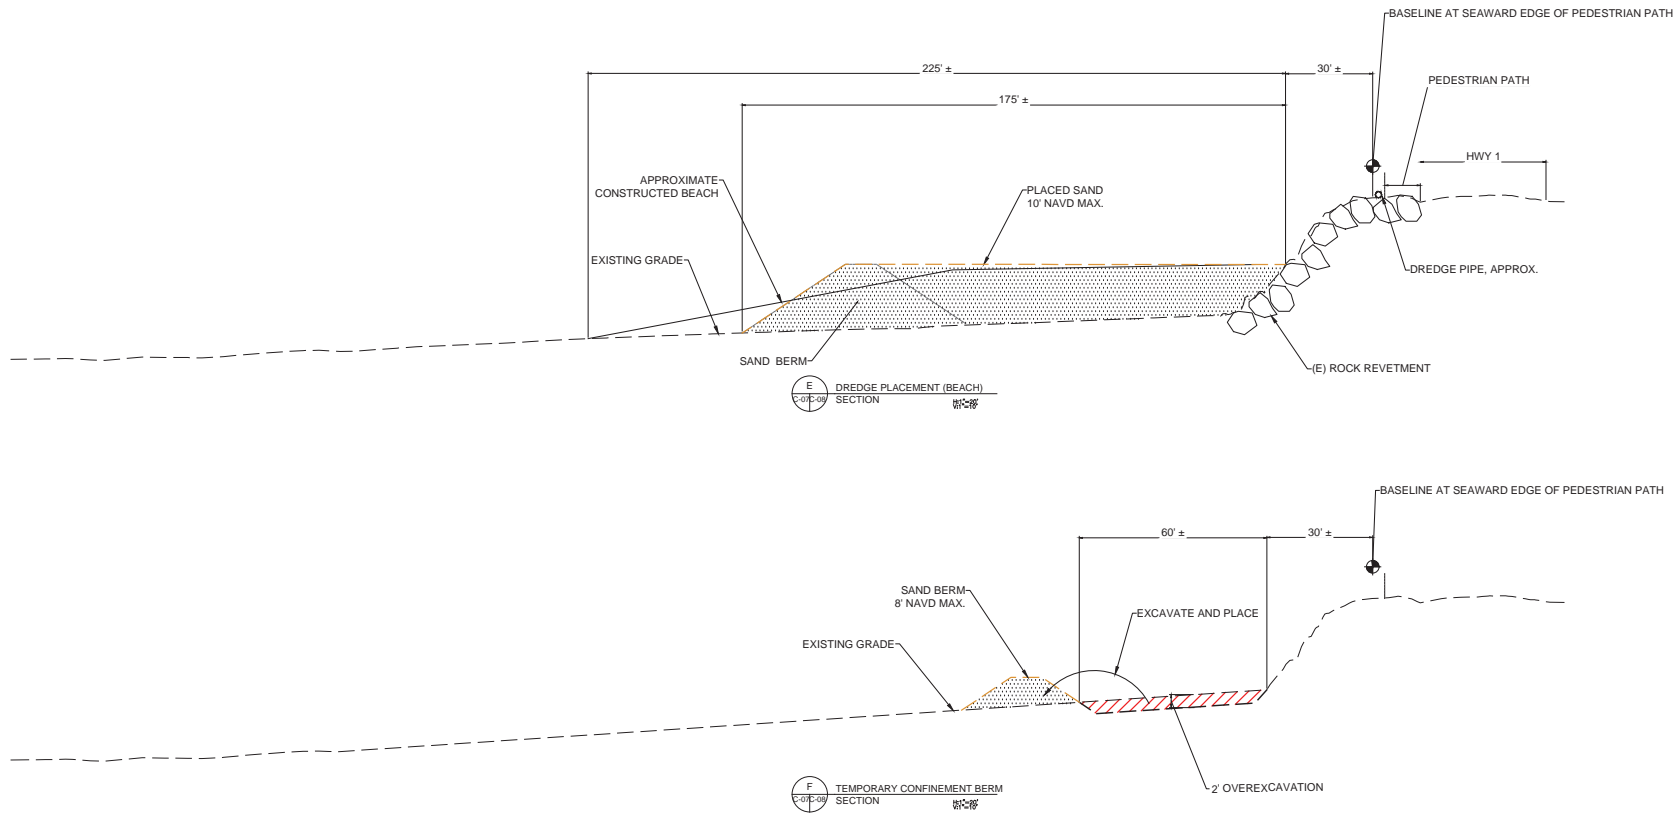 BASELINE AT SEAWARD EDGE OF PEDESTRIAN PATH
225' ±
30' ±
PEDESTRIAN PATH
175' ±
HWY 1
APPROXIMATE
CONSTRUCTED BEACH
PLACED SAND
10' NAVD MAX.
EXISTING GRADE
DREDGE PIPE, APPROX.
SAND BERM
(E) ROCK REVETMENT
E
C-07 C-08
DREDGE PLACEMENT (BEACH)
SECTION
BASELINE AT SEAWARD EDGE OF PEDESTRIAN PATH
60' ±
30' ±
SAND BERM
8' NAVD MAX.
EXCAVATE AND PLACE
EXISTING GRADE
2' OVEREXCAVATION
F
C-07 C-08
TEMPORARY CONFINEMENT BERM
SECTION